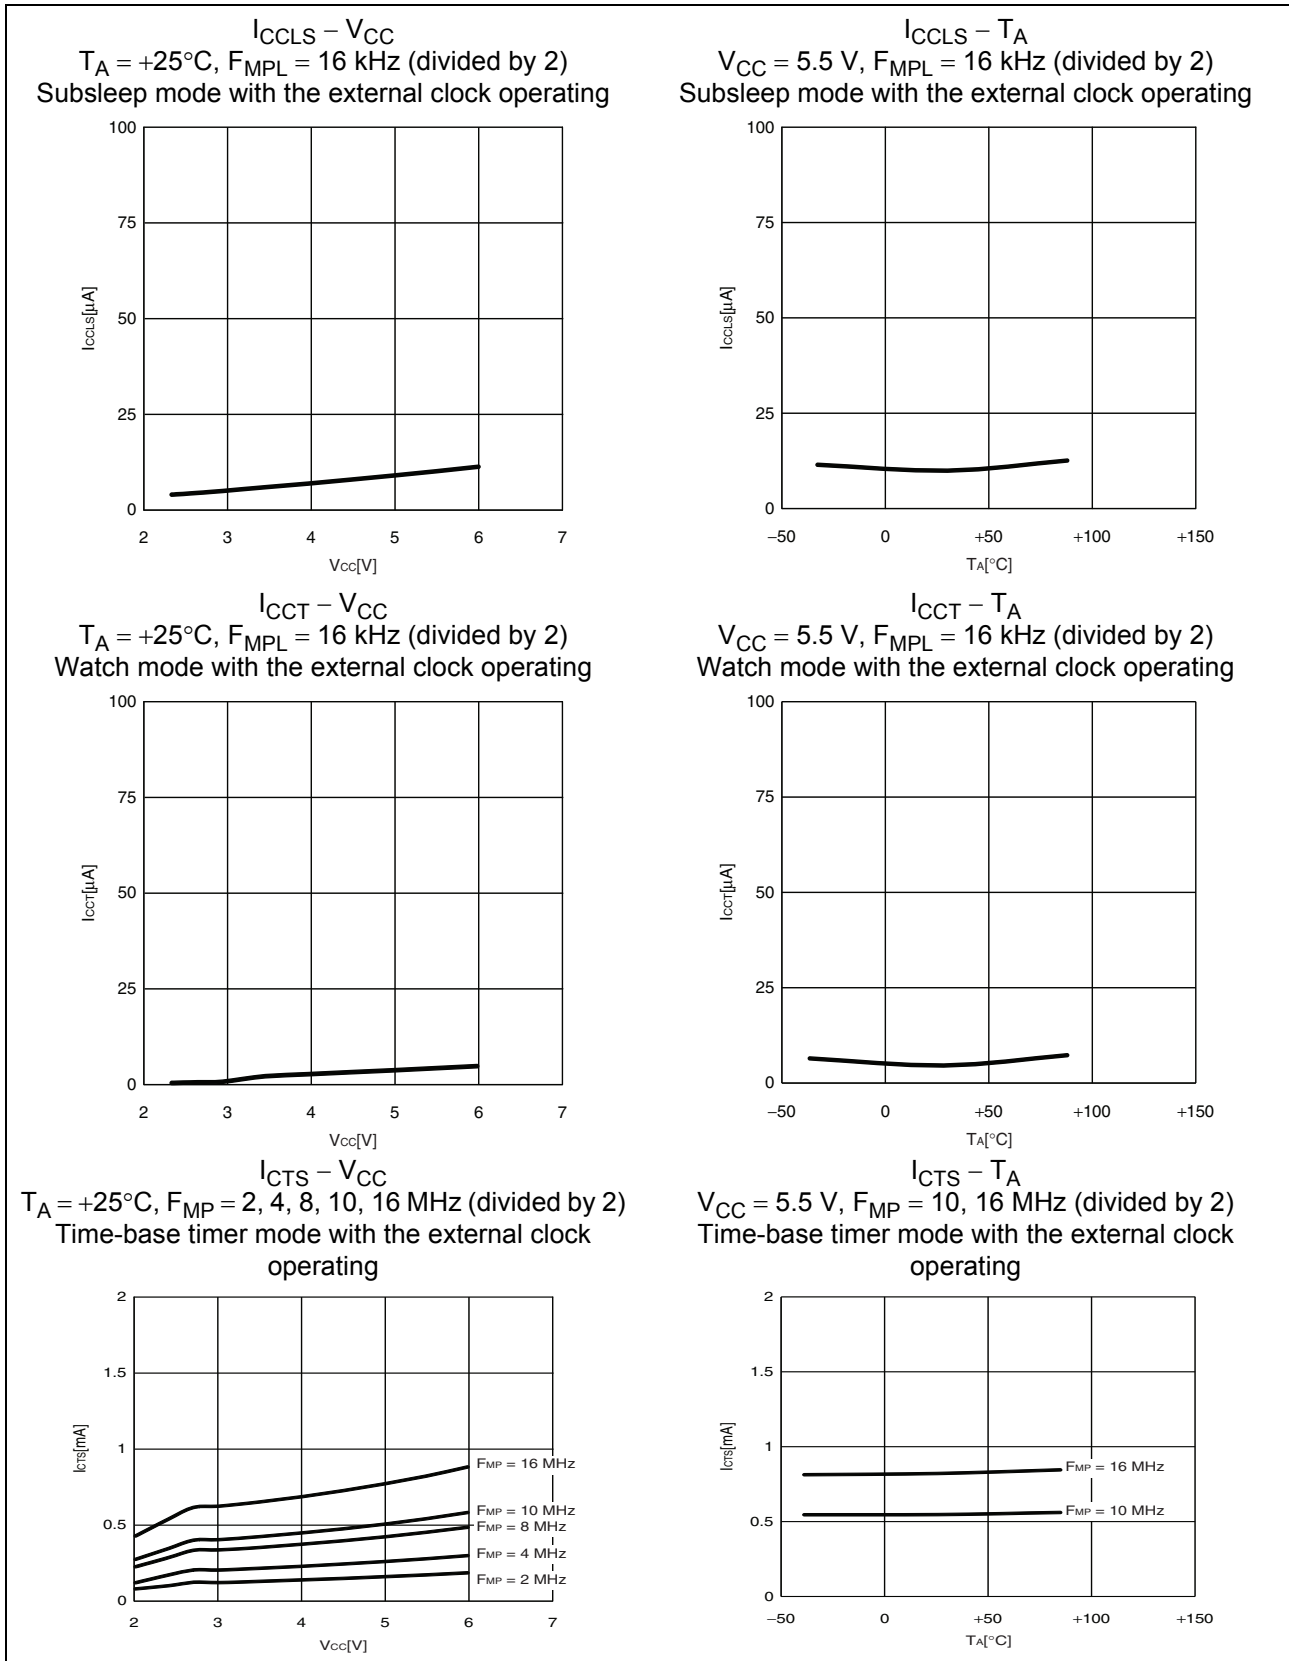 ICCLS − VCC
TA = +25°C, FMPL = 16 kHz (divided by 2)
Subsleep mode with the external clock operating
100
75
50
25
0
ICCLS[µA]
2 3 4 5 6 7
VCC[V]
ICCLS − TA
VCC = 5.5 V, FMPL = 16 kHz (divided by 2)
Subsleep mode with the external clock operating
100
75
50
25
0
ICCLS[µA]
−50 0 +50 +100 +150
TA[°C]
ICCT − VCC
TA = +25°C, FMPL = 16 kHz (divided by 2)
Watch mode with the external clock operating
100
75
50
25
0
ICCT[µA]
2 3 4 5 6 7
VCC[V]
ICCT − TA
VCC = 5.5 V, FMPL = 16 kHz (divided by 2)
Watch mode with the external clock operating
100
75
50
25
0
ICCT[µA]
−50 0 +50 +100 +150
TA[°C]
ICTS − VCC
TA = +25°C, FMP = 2, 4, 8, 10, 16 MHz (divided by 2)
Time-base timer mode with the external clock
operating
2
1.5
1
0.5
0
ICTS[mA]
FMP = 16 MHz
FMP = 10 MHz
FMP = 8 MHz
FMP = 4 MHz
FMP = 2 MHz
2 3 4 5 6 7
VCC[V]
ICTS − TA
VCC = 5.5 V, FMP = 10, 16 MHz (divided by 2)
Time-base timer mode with the external clock
operating
2
1.5
1
0.5
0
ICTS[mA]
FMP = 16 MHz
FMP = 10 MHz
−50 0 +50 +100 +150
TA[°C]